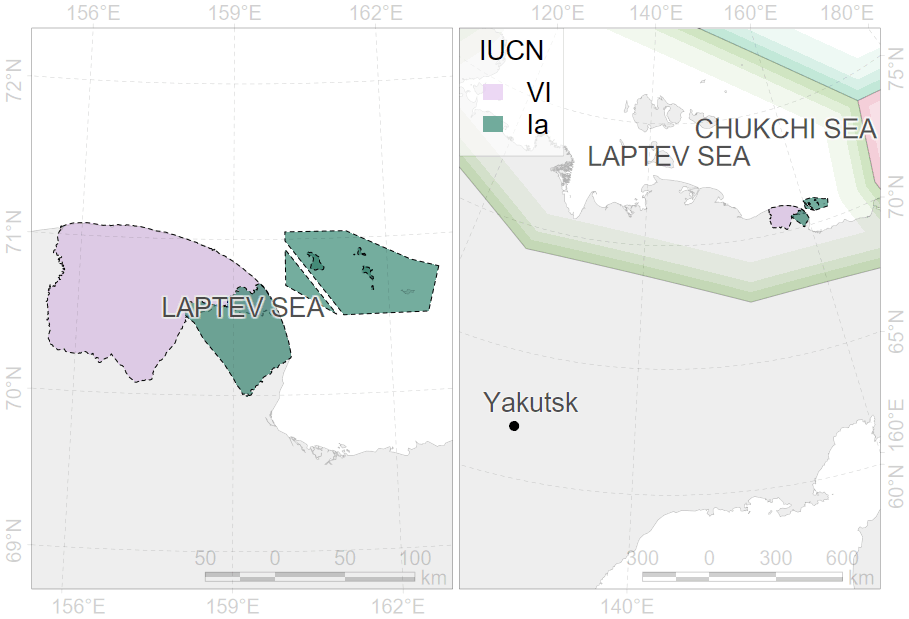 156°E 159°E 162°E
120°E 140°E 160°E 180°E
72°N
71°N
70°N
69°N
LAPTEV SEA
50 0 50 100
km
156°E 159°E 162°E
IUCN
VI
Ia
CHUKCHI SEA
LAPTEV SEA
Yakutsk
75°N
70°N
65°N
160°E
60°N
300 0 300 600
km
140°E